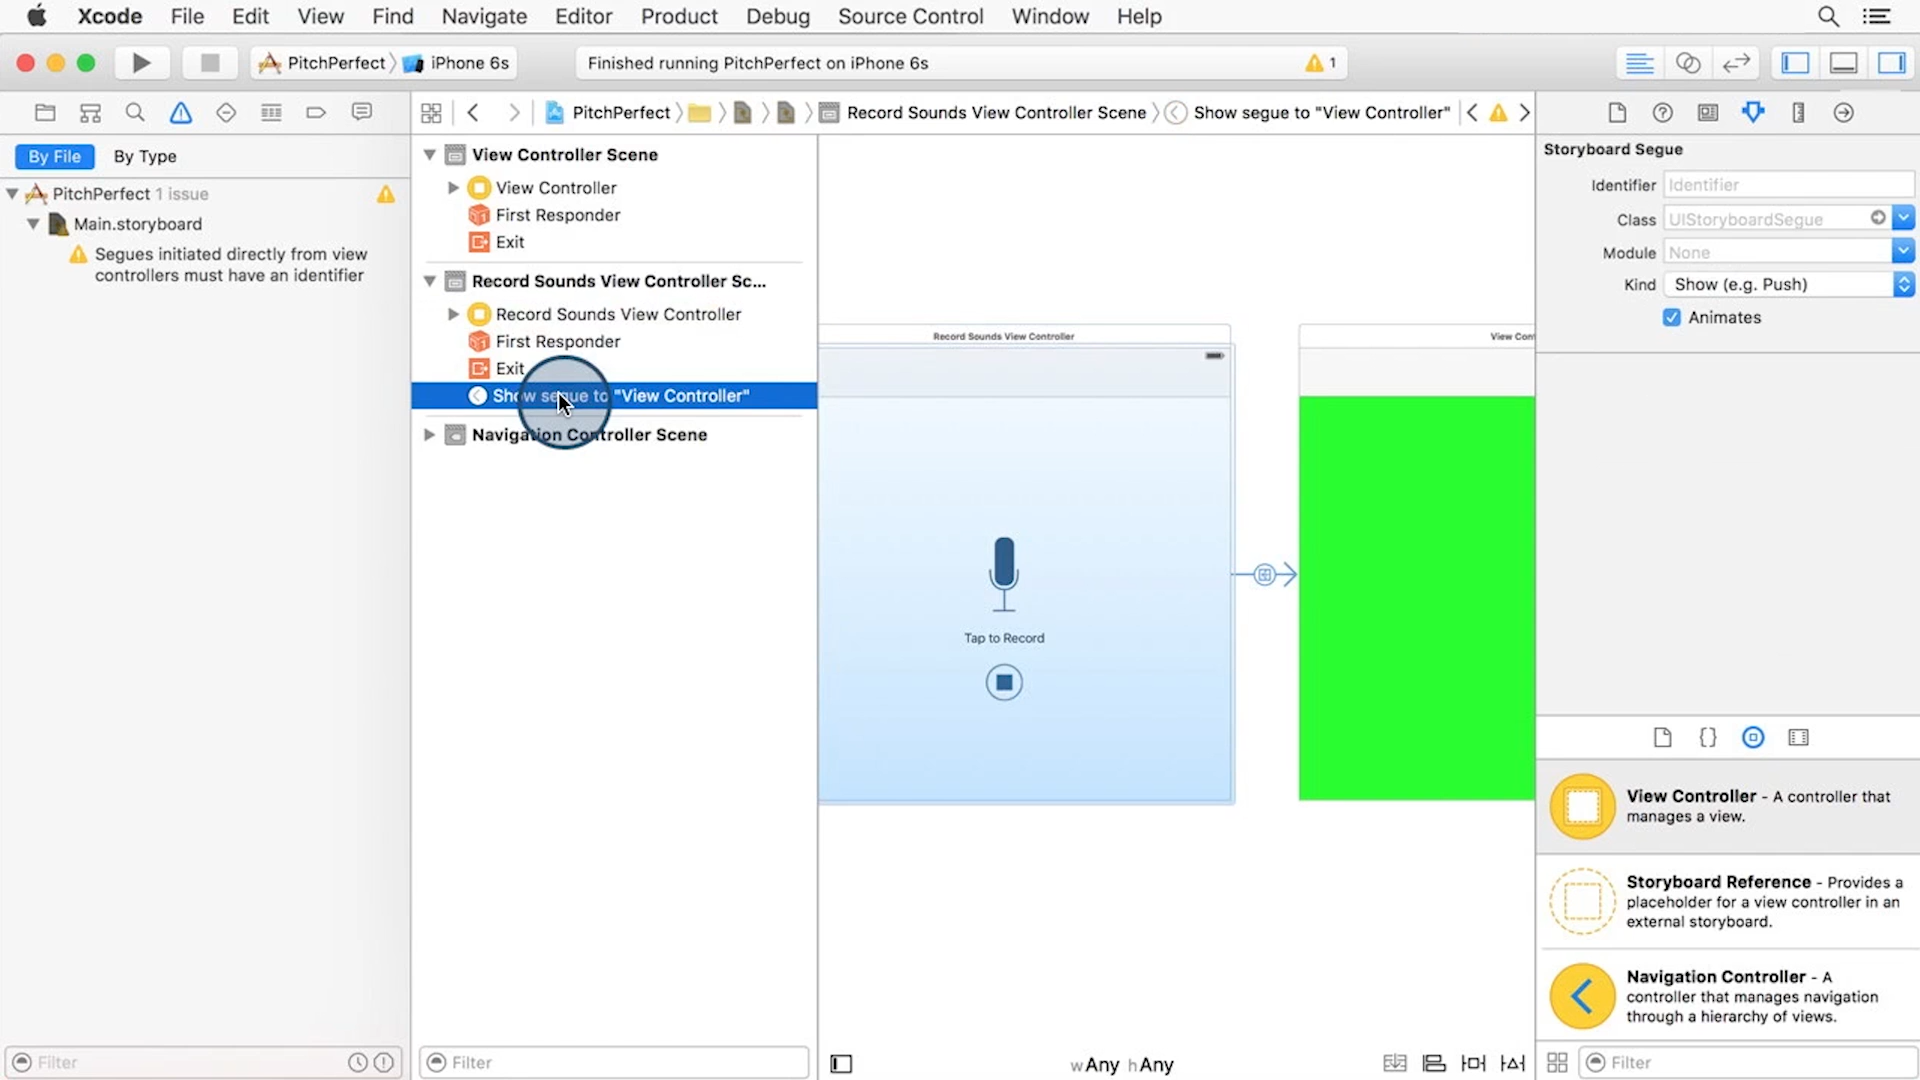 Xcode File Edit View Find Navigate Editor Product Debug Source Control Window Help
PitchPerfect iPhone 6s
Finished running PitchPerfect on iPhone 6s
1
PitchPerfect Record Sounds View Controller Scene Show segue to "View Controller"
By File By Type
PitchPerfect 1 issue
Main.storyboard
Segues initiated directly from view
controllers must have an identifier
Filter
View Controller Scene
View Controller
First Responder
Exit
Record Sounds View Controller Sc...
Record Sounds View Controller
First Responder
Exit
Show segue to "View Controller"
Navigation Controller Scene
Filter
Record Sounds View Controller
Tap to Record
View Con
wAny hAny
Storyboard Segue
Identifier Identifier
Class UIStoryboardSegue
Module None
Kind Show (e.g. Push)
Animates
View Controller - A controller that
manages a view.
Storyboard Reference - Provides a
placeholder for a view controller in an
external storyboard.
Navigation Controller - A
controller that manages navigation
through a hierarchy of views.
Filter